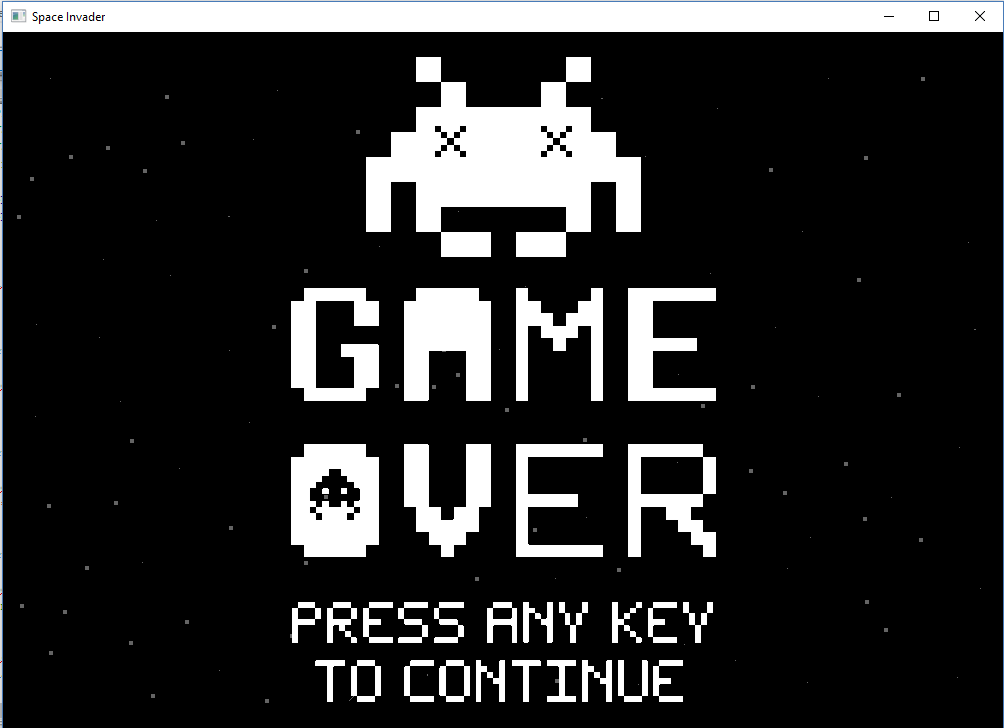 Space Invader
GAME
OVER
PRESS ANY KEY
TO CONTINUE